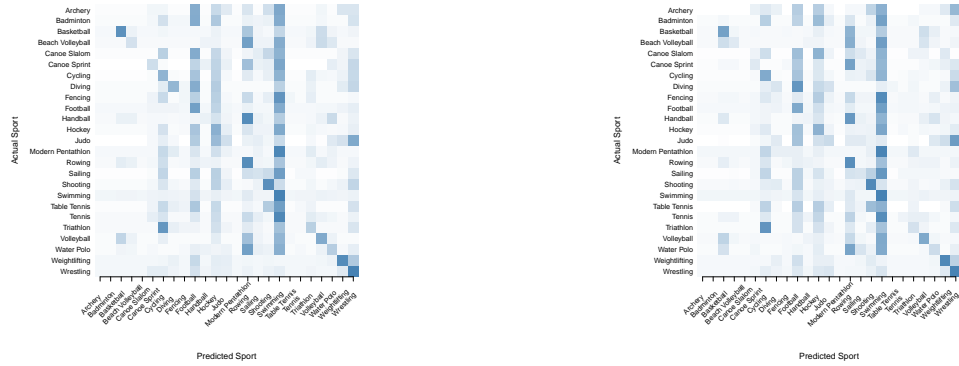 Archery
Badminton
Basketball
Beach Volleyball
Canoe Slalom
Canoe Sprint
Cycling
Diving
Fencing
Football
Handball
Hockey
Judo
Modern Pentathlon
Rowing
Sailing
Shooting
Swimming
Table Tennis
Tennis
Triathlon
Volleyball
Water Polo
Weightlifting
Wrestling
Actual Sport
Archery
Badminton
Basketball
Beach Volleyball
Canoe Slalom
Canoe Sprint
Cycling
Diving
Fencing
Football
Handball
Hockey
Judo
Modern Pentathlon
Rowing
Sailing
Shooting
Swimming
Table Tennis
Tennis
Triathlon
Volleyball
Water Polo
Weightlifting
Wrestling
Predicted Sport
Archery
Badminton
Basketball
Beach Volleyball
Canoe Slalom
Canoe Sprint
Cycling
Diving
Fencing
Football
Handball
Hockey
Judo
Modern Pentathlon
Rowing
Sailing
Shooting
Swimming
Table Tennis
Tennis
Triathlon
Volleyball
Water Polo
Weightlifting
Wrestling
Actual Sport
Archery
Badminton
Basketball
Beach Volleyball
Canoe Slalom
Canoe Sprint
Cycling
Diving
Fencing
Football
Handball
Hockey
Judo
Modern Pentathlon
Rowing
Sailing
Shooting
Swimming
Table Tennis
Tennis
Triathlon
Volleyball
Water Polo
Weightlifting
Wrestling
Predicted Sport